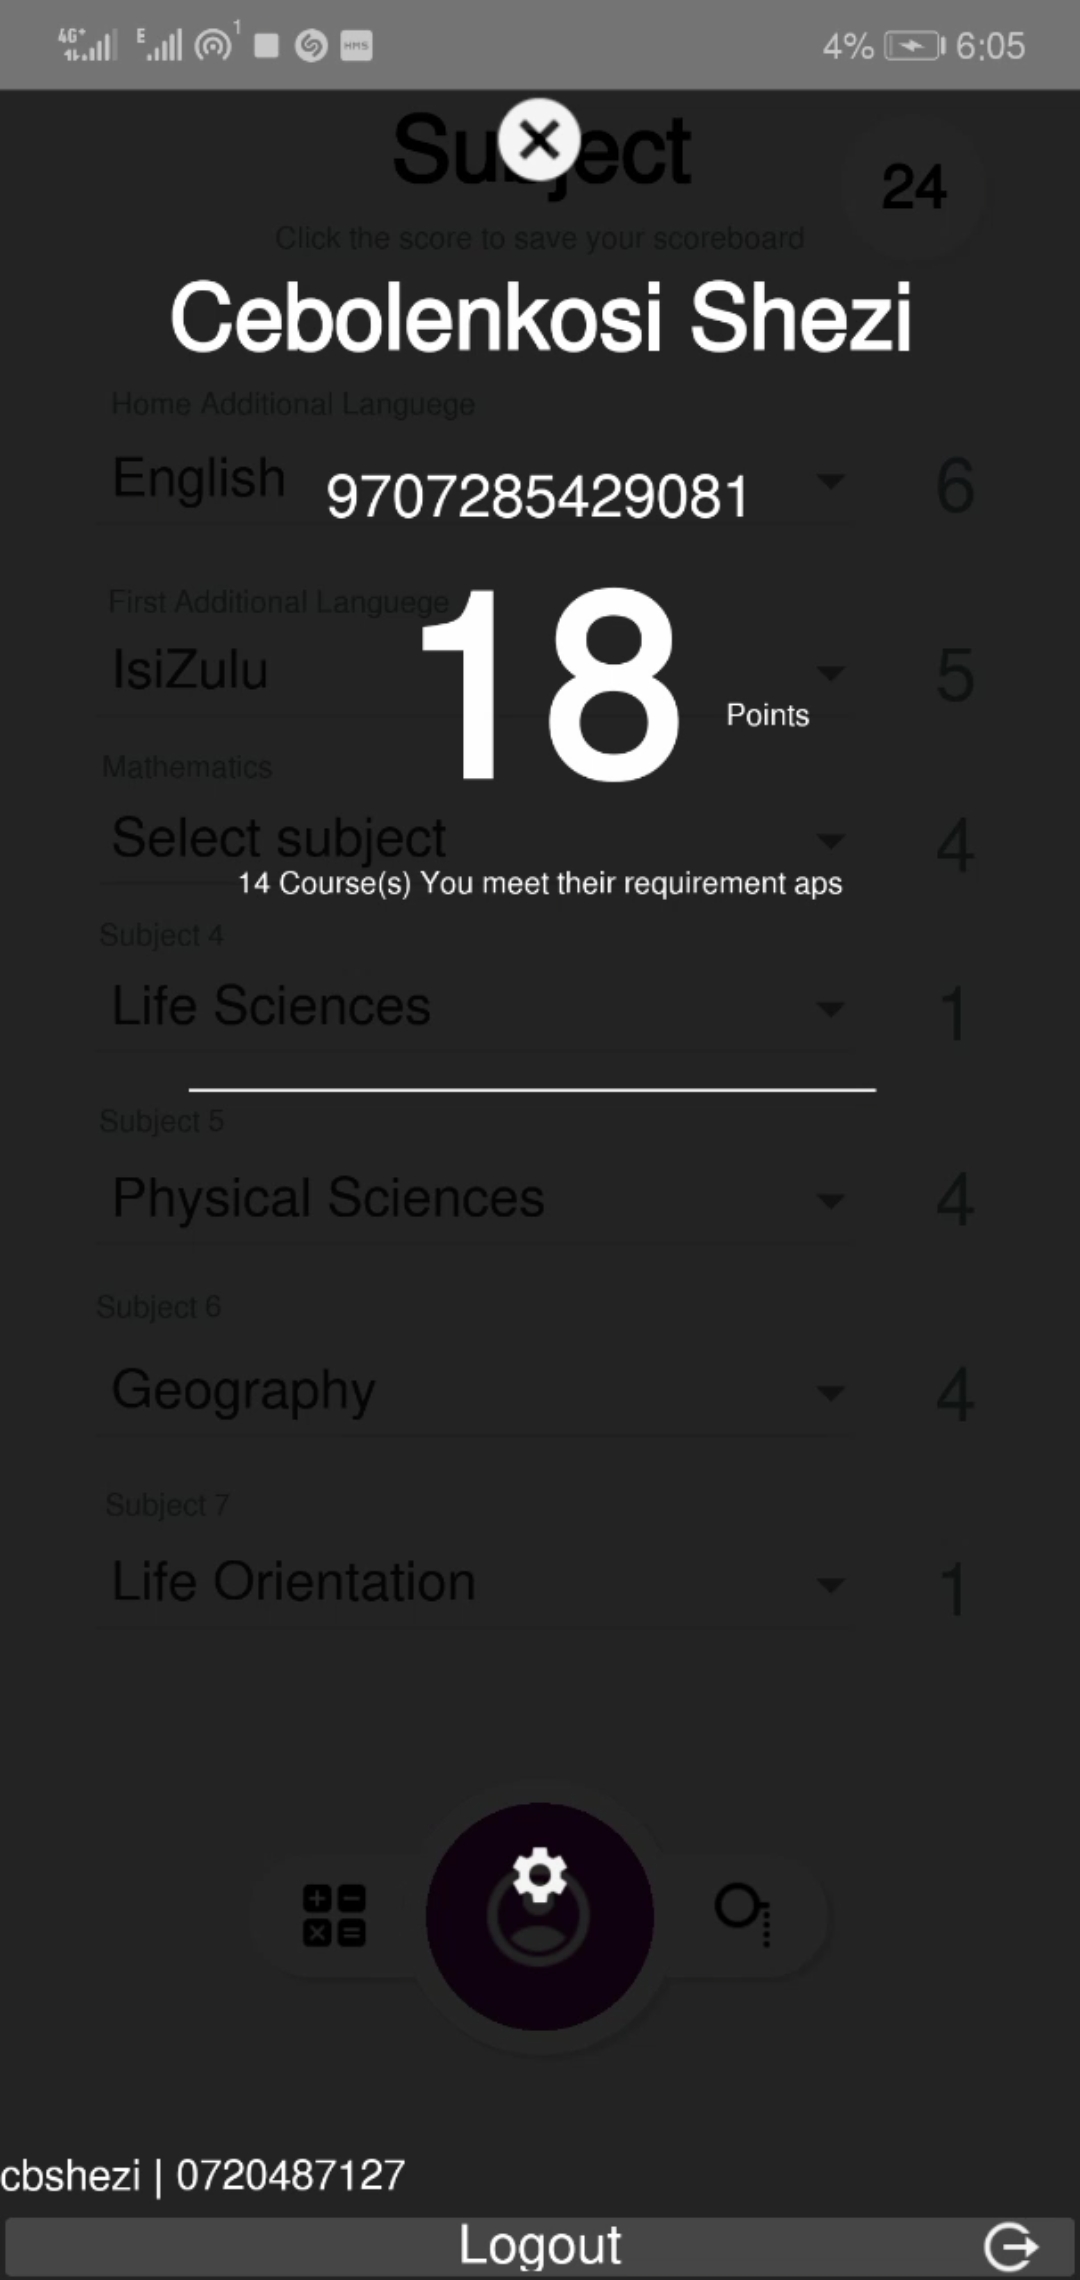 4G+ E 1 HMS 4% 6:05
Subject
24
Click the score to save your scoreboard
Cebolenkosi Shezi
Home Additional Languege
English 6
9707285429081
First Additional Languege
18 Points
IsiZulu 5
Mathematics
Select subject 4
14 Course(s) You meet their requirement aps
Subject 4
Life Sciences 1
Subject 5
Physical Sciences 4
Subject 6
Geography 4
Subject 7
Life Orientation 1
cbshezi | 0720487127
Logout